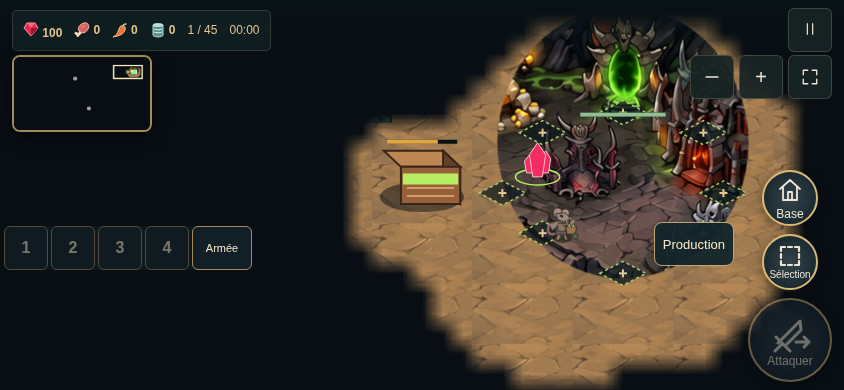 100 0 0 0 1 / 45 00:00
1 2 3 4 Armée
Production
Base
Sélection
Attaquer